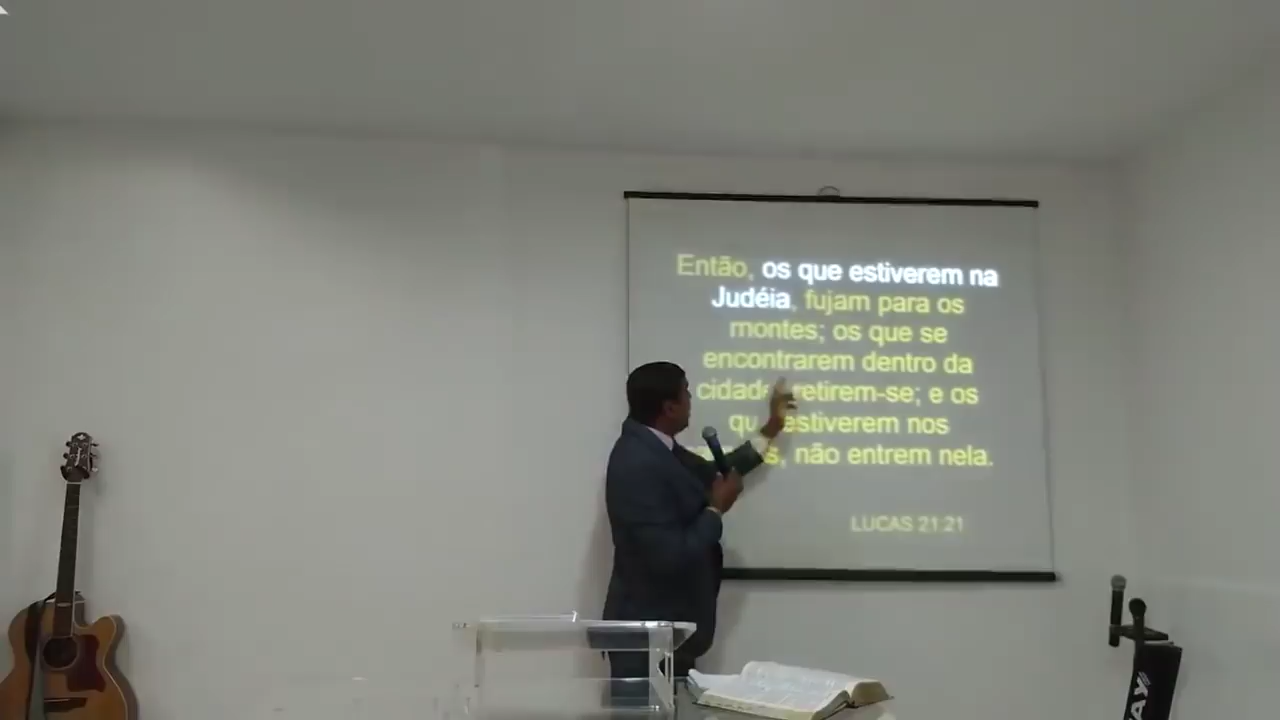 Então, os que estiverem na
Judéia, fujam para os
montes; os que se
encontrarem dentro da
cidade retirem-se; e os
estiverem nos
não entrem nela.
LUCAS 21:21